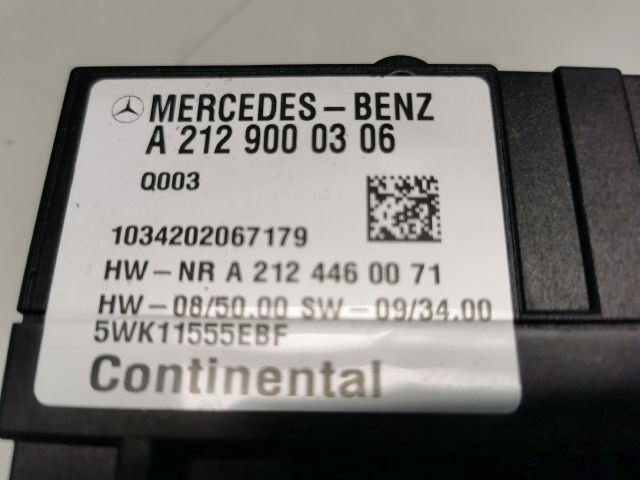 MERCEDES-BENZ
A 212 900 03 06
Q003
1034202067179
HW-NR A 212 446 00 71
HW-08/50.00 SW-09/34.00
5WK11555EBF
Continental